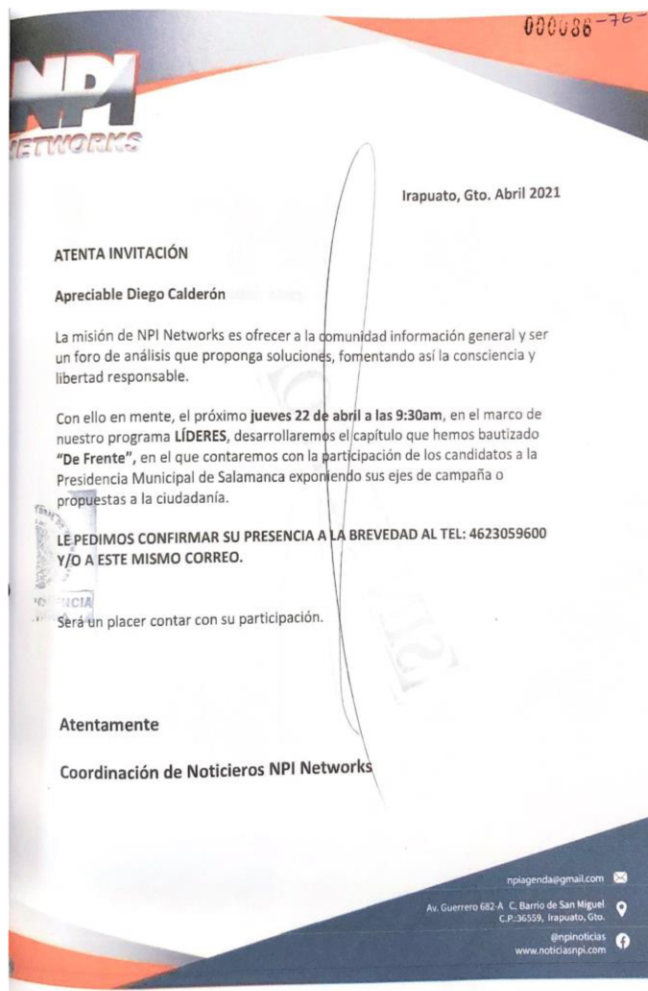 000086 -76-
NPI
NETWORKS
Irapuato, Gto. Abril 2021
ATENTA INVITACIÓN
Apreciable Diego Calderón
La misión de NPI Networks es ofrecer a la comunidad información general y ser
un foro de análisis que proponga soluciones, fomentando así la consciencia y
libertad responsable.
Con ello en mente, el próximo jueves 22 de abril a las 9:30am, en el marco de
nuestro programa LÍDERES, desarrollaremos el capítulo que hemos bautizado
"De Frente", en el que contaremos con la participación de los candidatos a la
Presidencia Municipal de Salamanca exponiendo sus ejes de campaña o
propuestas a la ciudadanía.
LE PEDIMOS CONFIRMAR SU PRESENCIA A LA BREVEDAD AL TEL: 4623059600
Y/O A ESTE MISMO CORREO.
Será un placer contar con su participación.
Atentamente
Coordinación de Noticieros NPI Networks
npiagenda@gmail.com
Av. Guerrero 682-A C. Barrio de San Miguel
C.P.:36559, Irapuato, Gto.
@npinoticias
www.noticiasnpi.com